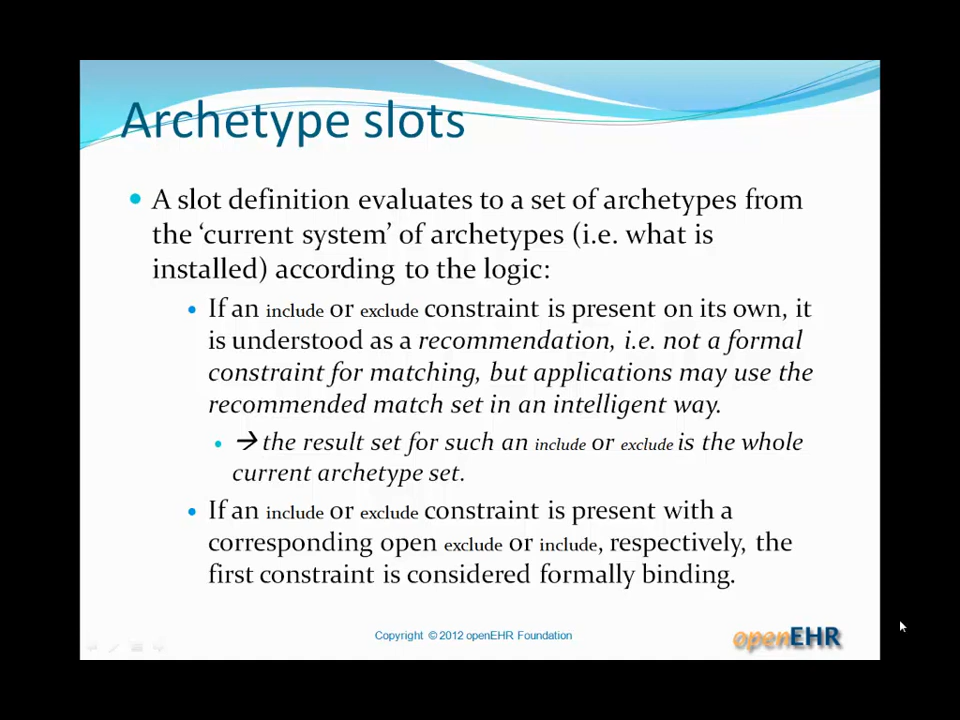 Archetype slots
• A slot definition evaluates to a set of archetypes from
the ‘current system’ of archetypes (i.e. what is
installed) according to the logic:
• If an include or exclude constraint is present on its own, it
is understood as a recommendation, i.e. not a formal
constraint for matching, but applications may use the
recommended match set in an intelligent way.
• → the result set for such an include or exclude is the whole
current archetype set.
• If an include or exclude constraint is present with a
corresponding open exclude or include, respectively, the
first constraint is considered formally binding.
Copyright © 2012 openEHR Foundation
openEHR